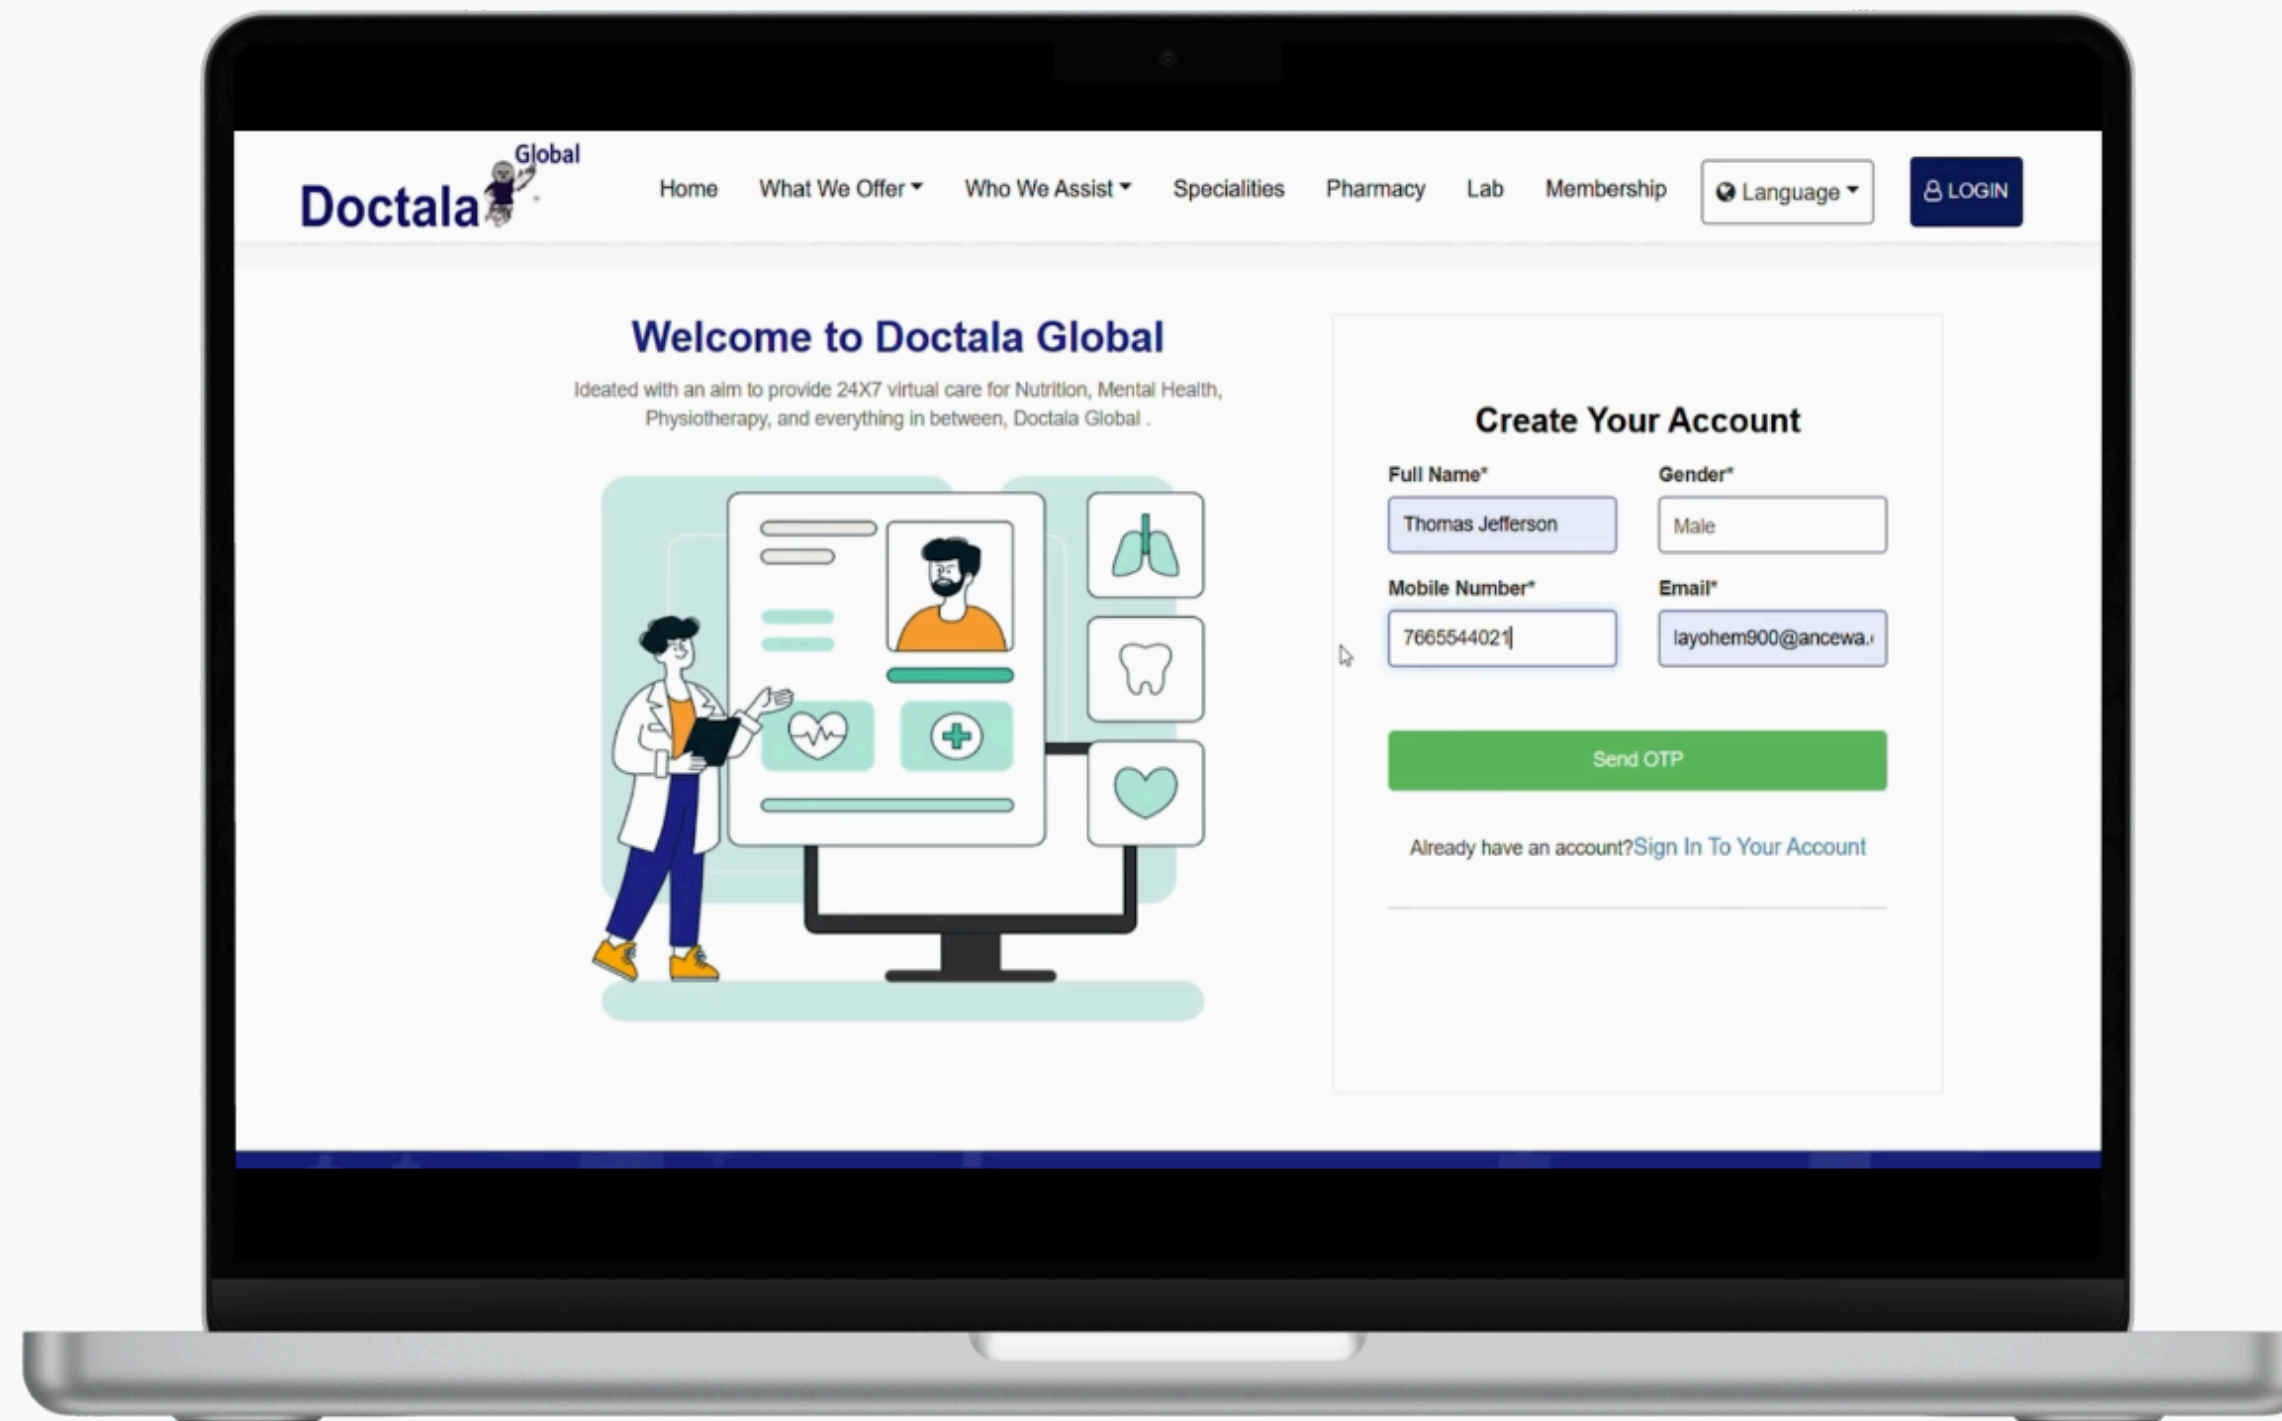 Global
Doctala
Home What We Offer Who We Assist Specialities Pharmacy Lab Membership Language LOGIN
Welcome to Doctala Global
Ideated with an aim to provide 24X7 virtual care for Nutrition, Mental Health,
Physiotherapy, and everything in between, Doctala Global .
Create Your Account
Full Name* Gender*
Thomas Jefferson Male
Mobile Number* Email*
7665544021 layohem900@ancewa.
Send OTP
Already have an account?Sign In To Your Account